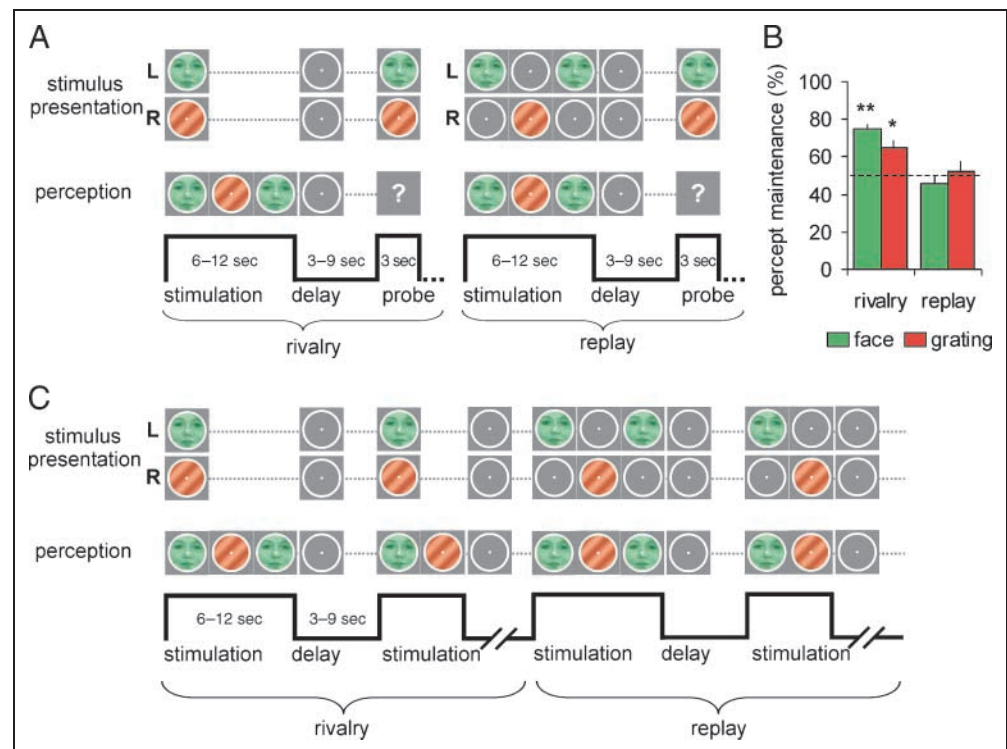 A
stimulus
presentation
L
R
L
R
perception
?
?
6–12 sec
3–9 sec
3 sec
6–12 sec
3–9 sec
3 sec
stimulation
delay
probe
stimulation
delay
probe
rivalry
replay
B
percept maintenance (%)
100
80
60
40
20
0
**
*
rivalry
replay
face
grating
C
stimulus
presentation
L
R
perception
6–12 sec
3–9 sec
stimulation
delay
stimulation
stimulation
delay
stimulation
rivalry
replay